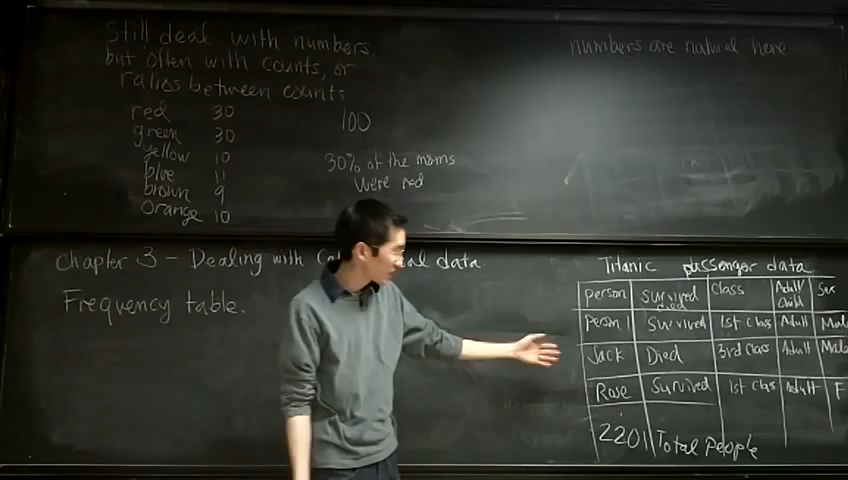 Still deal with numbers.
but often with counts, or
ratios between counts
red 30
green 30
yellow 10
blue 11
brown 9
orange 10
100
30% of the m&ms
were red
numbers are natural here
Chapter 3 - Dealing with data.
Frequency table.
Titanic passenger data
person survived died class Adult/Child Sex
Person 1 Survived 1st class Adult Male
Jack Died 3rd class Adult Male
Rose Survived 1st class Adult F
2201 Total People